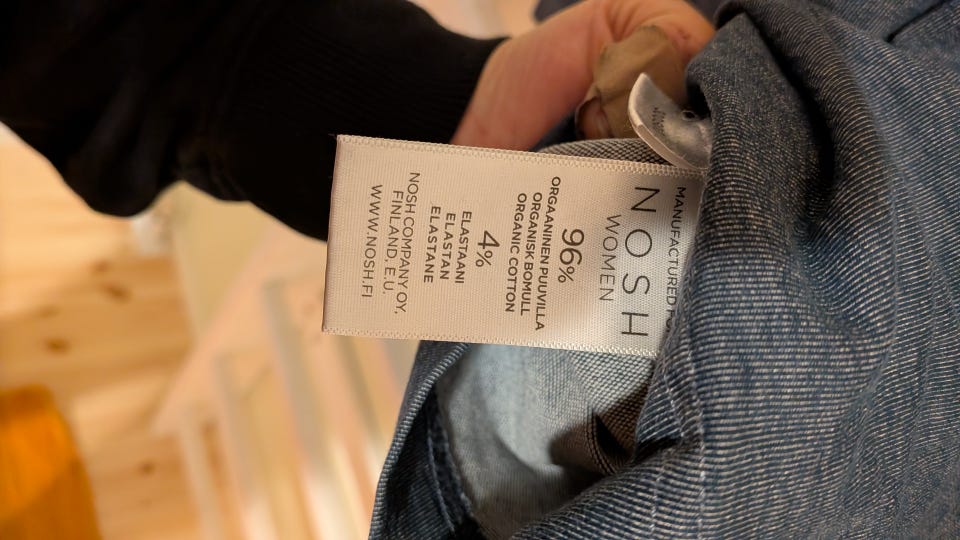 MANUFACTURED FOR
NOSH
WOMEN
96%
ORGAANINEN PUUVILLA
ORGANISK BOMULL
ORGANIC COTTON
4%
ELASTAANI
ELASTAN
ELASTANE
NOSH COMPANY OY,
FINLAND, E.U.
WWW.NOSH.FI